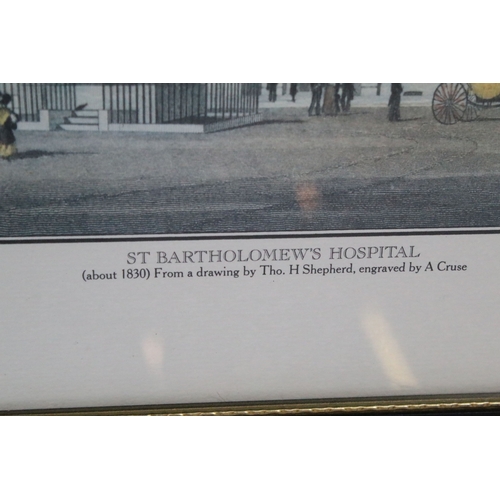 ST BARTHOLOMEW'S HOSPITAL
(about 1830) From a drawing by Tho. H Shepherd, engraved by A Cruse